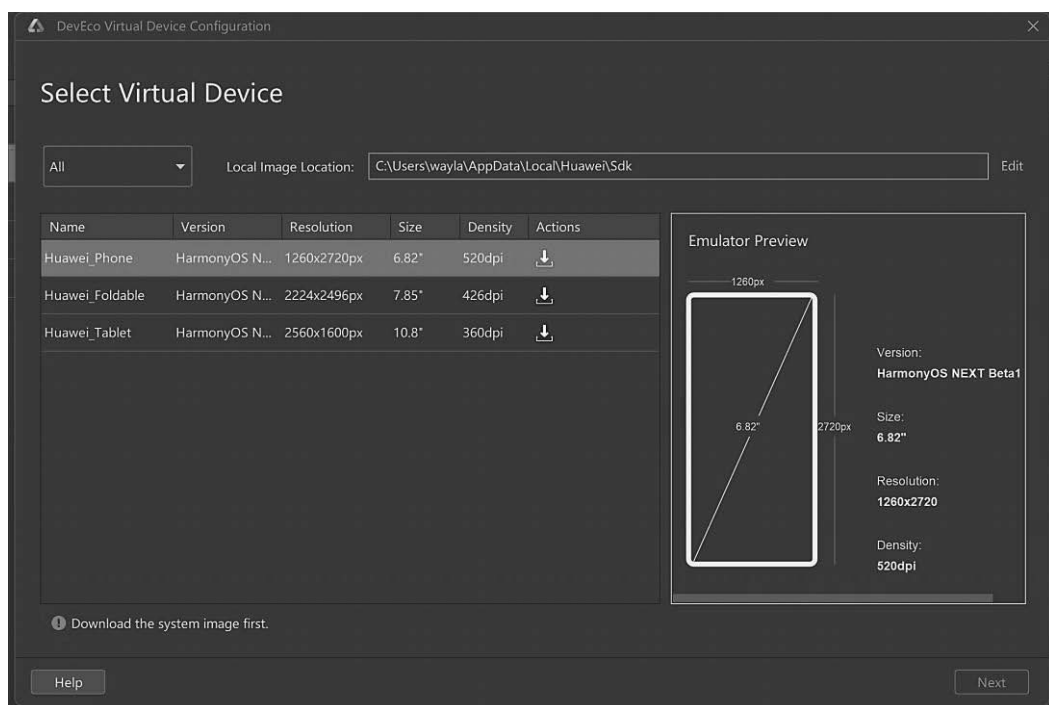 DevEco Virtual Device Configuration
Select Virtual Device
All
Local Image Location:
C:\Users\wayla\AppData\Local\Huawei\Sdk
Edit
Name Version Resolution Size Density Actions
Huawei_Phone HarmonyOS N... 1260x2720px 6.82" 520dpi
Huawei_Foldable HarmonyOS N... 2224x2496px 7.85" 426dpi
Huawei_Tablet HarmonyOS N... 2560x1600px 10.8" 360dpi
Emulator Preview
1260px
6.82"
2720px
Version:
HarmonyOS NEXT Beta1
Size:
6.82"
Resolution:
1260x2720
Density:
520dpi
Download the system image first.
Help
Next